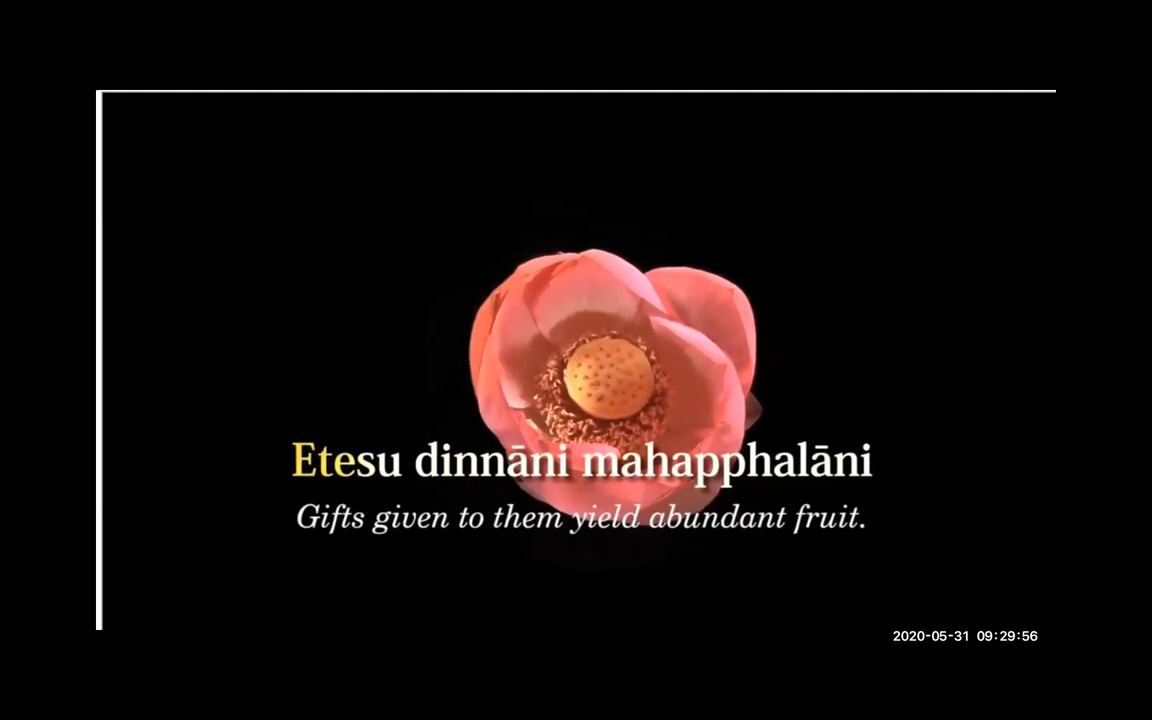 Etesu dinnāni mahapphalāni
Gifts given to them yield abundant fruit.
2020-05-31 09:29:56